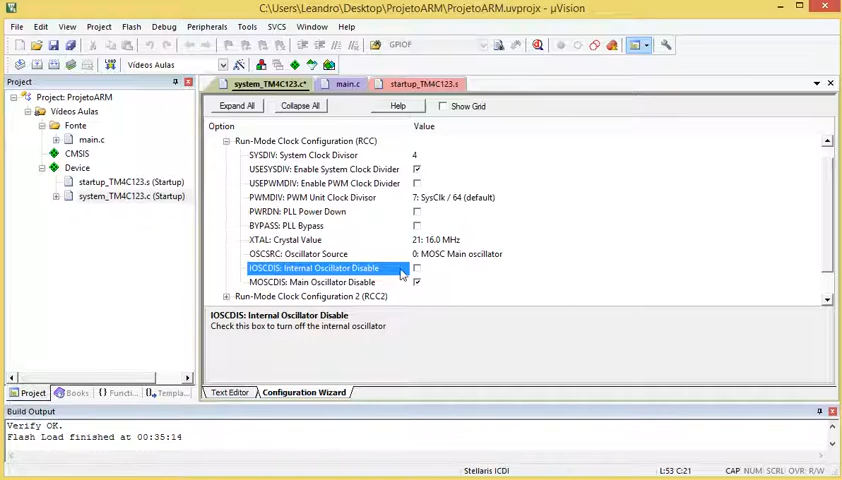 C:\Users\Leandro\Desktop\ProjetoARM\ProjetoARM.uvprojx - µVision
File Edit View Project Flash Debug Peripherals Tools SVCS Window Help
LOAD Vídeos Aulas GPIOF
Project
system_TM4C123.c* main.c startup_TM4C123.s
Project: ProjetoARM
Vídeos Aulas
Fonte
main.c
CMSIS
Device
startup_TM4C123.s (Startup)
system_TM4C123.c (Startup)
Expand All Collapse All Help Show Grid
Option Value
Run-Mode Clock Configuration (RCC)
SYSDIV: System Clock Divisor 4
USESYSDIV: Enable System Clock Divider
USEPWMDIV: Enable PWM Clock Divider
PWMDIV: PWM Unit Clock Divisor 7: SysClk / 64 (default)
PWRDN: PLL Power Down
BYPASS: PLL Bypass
XTAL: Crystal Value 21: 16.0 MHz
OSCSRC: Oscillator Source 0: MOSC Main oscillator
IOSCDIS: Internal Oscillator Disable
MOSCDIS: Main Oscillator Disable
Run-Mode Clock Configuration 2 (RCC2)
IOSCDIS: Internal Oscillator Disable
Check this box to turn off the internal oscillator
Project Books Functi... Templa...
Text Editor Configuration Wizard
Build Output
Verify OK.
Flash Load finished at 00:35:14
Stellaris ICDI L:53 C:21 CAP NUM SCRL OVR R/W